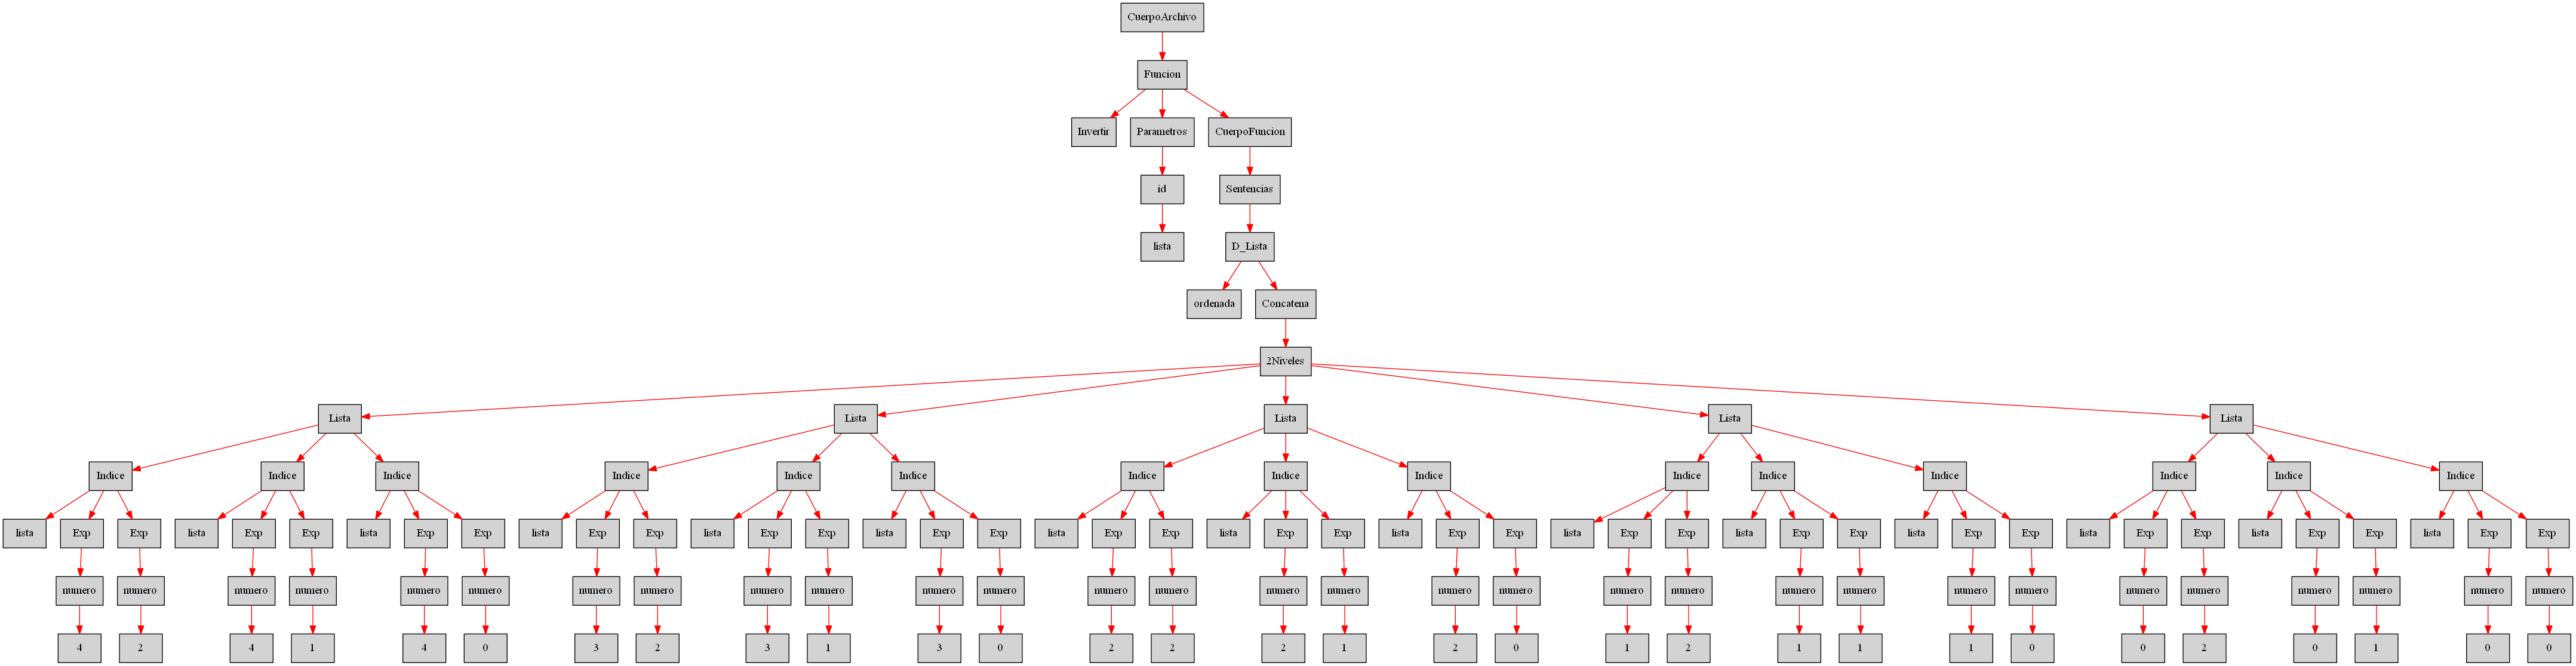 CuerpoArchivo
Funcion
Invertir Parametros CuerpoFuncion
id Sentencias
lista D_Lista
ordenada Concatena
2Niveles
Lista Lista Lista Lista Lista
Indice Indice Indice Indice Indice Indice Indice Indice Indice Indice Indice Indice Indice Indice Indice
lista Exp Exp lista Exp Exp lista Exp Exp lista Exp Exp lista Exp Exp lista Exp Exp lista Exp Exp lista Exp Exp lista Exp Exp lista Exp Exp lista Exp Exp lista Exp Exp lista Exp Exp lista Exp Exp lista Exp Exp
numero numero numero numero numero numero numero numero numero numero numero numero numero numero numero numero numero numero numero numero numero numero numero numero numero numero numero numero numero numero
4 2 4 1 4 0 3 2 3 1 3 0 2 2 2 1 2 0 1 2 1 1 1 0 0 2 0 1 0 0